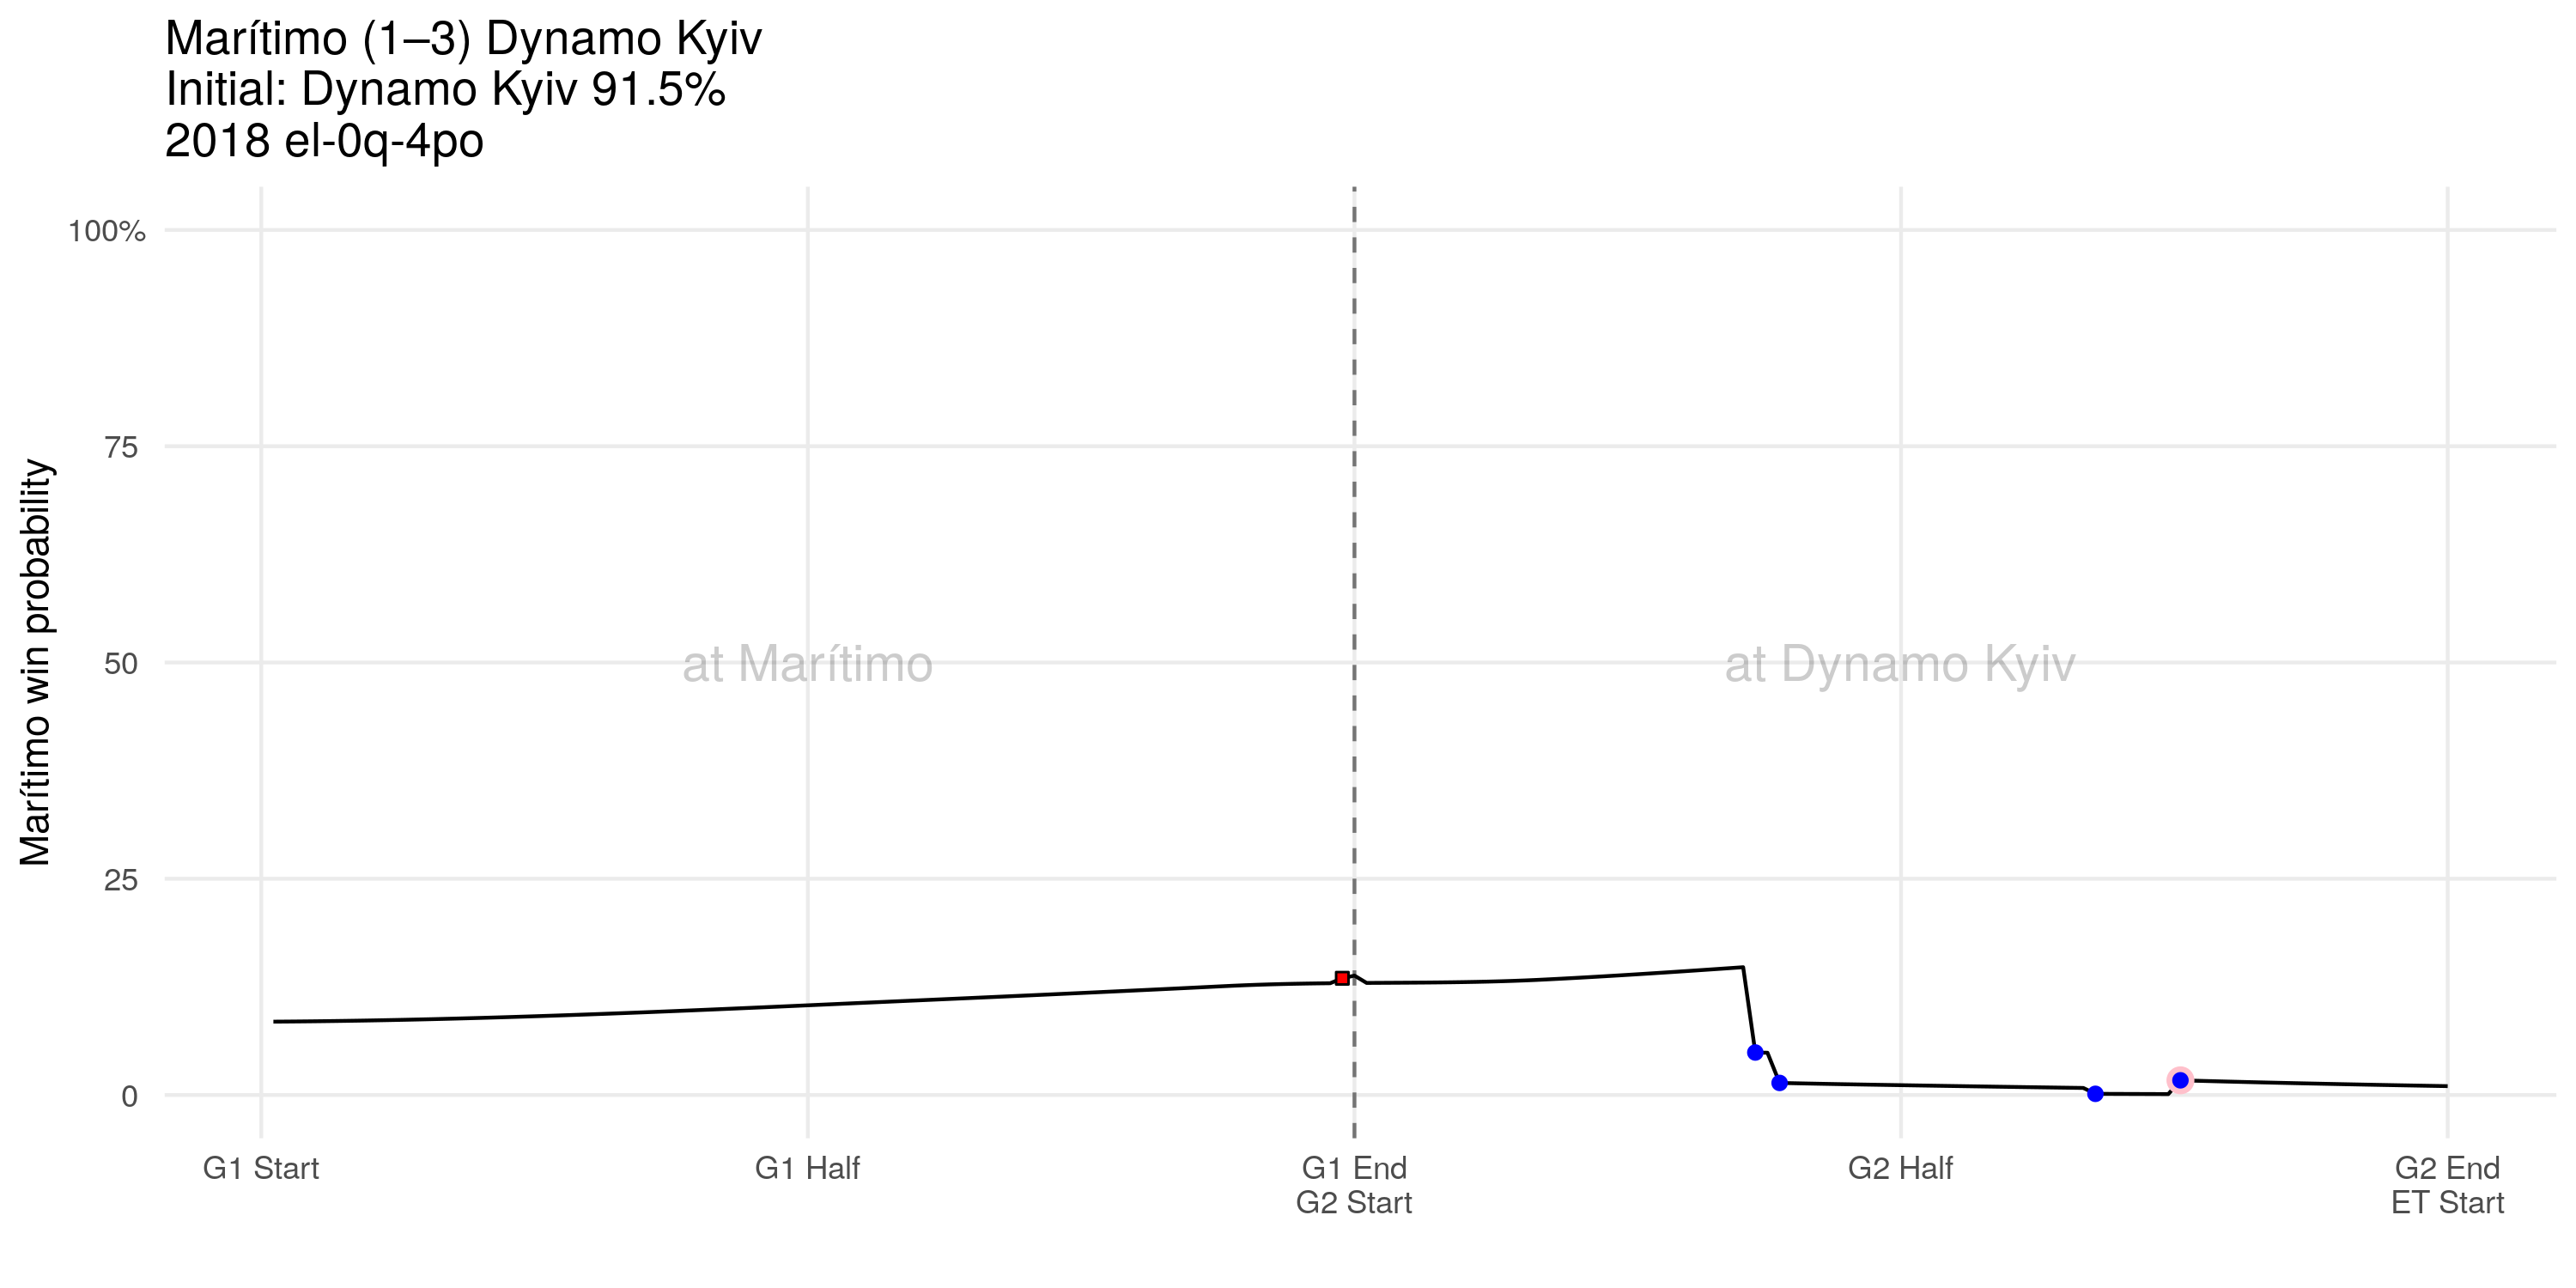 Marítimo (1–3) Dynamo Kyiv
Initial: Dynamo Kyiv 91.5%
2018 el-0q-4po
Marítimo win probability
100%
75
50
25
0
at Marítimo
at Dynamo Kyiv
G1 Start
G1 Half
G1 End
G2 Start
G2 Half
G2 End
ET Start